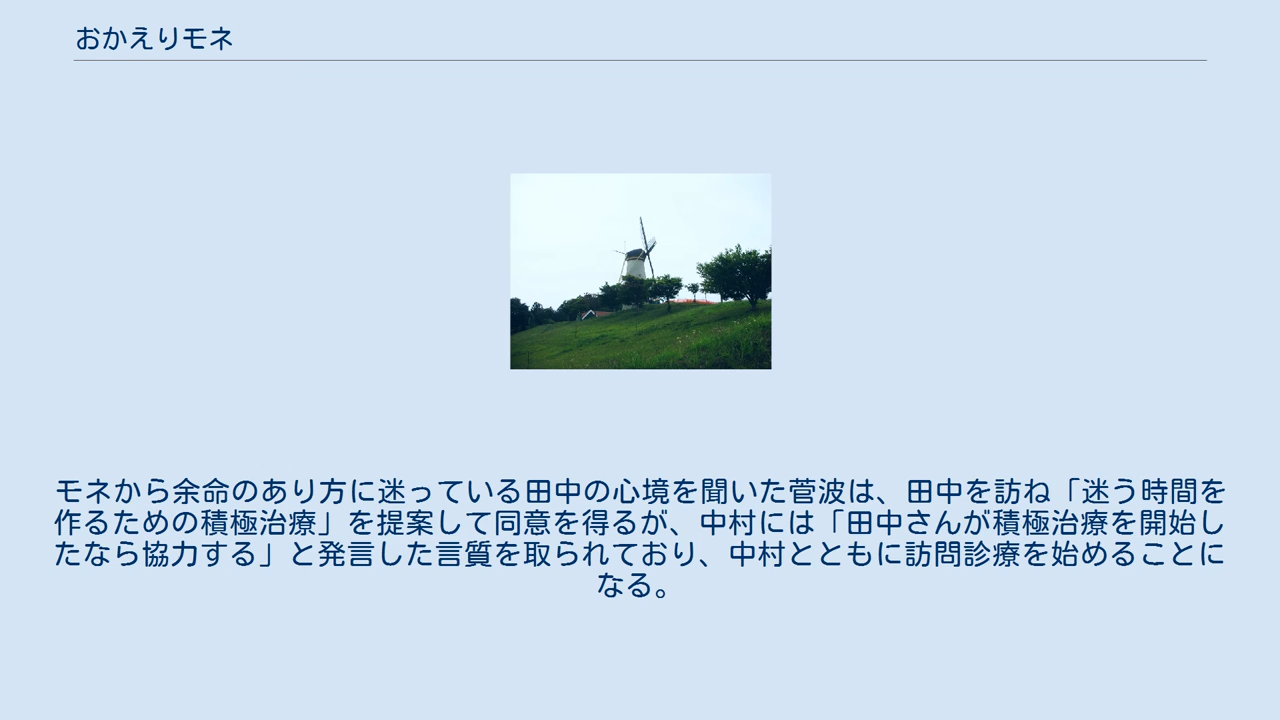 おかえりモネ
モネから余命のあり方に迷っている田中の心境を聞いた菅波は、田中を訪ね「迷う時間を
作るための積極治療」を提案して同意を得るが、中村には「田中さんが積極治療を開始し
たなら協力する」と発言した言質を取られており、中村とともに訪問診療を始めることに
なる。